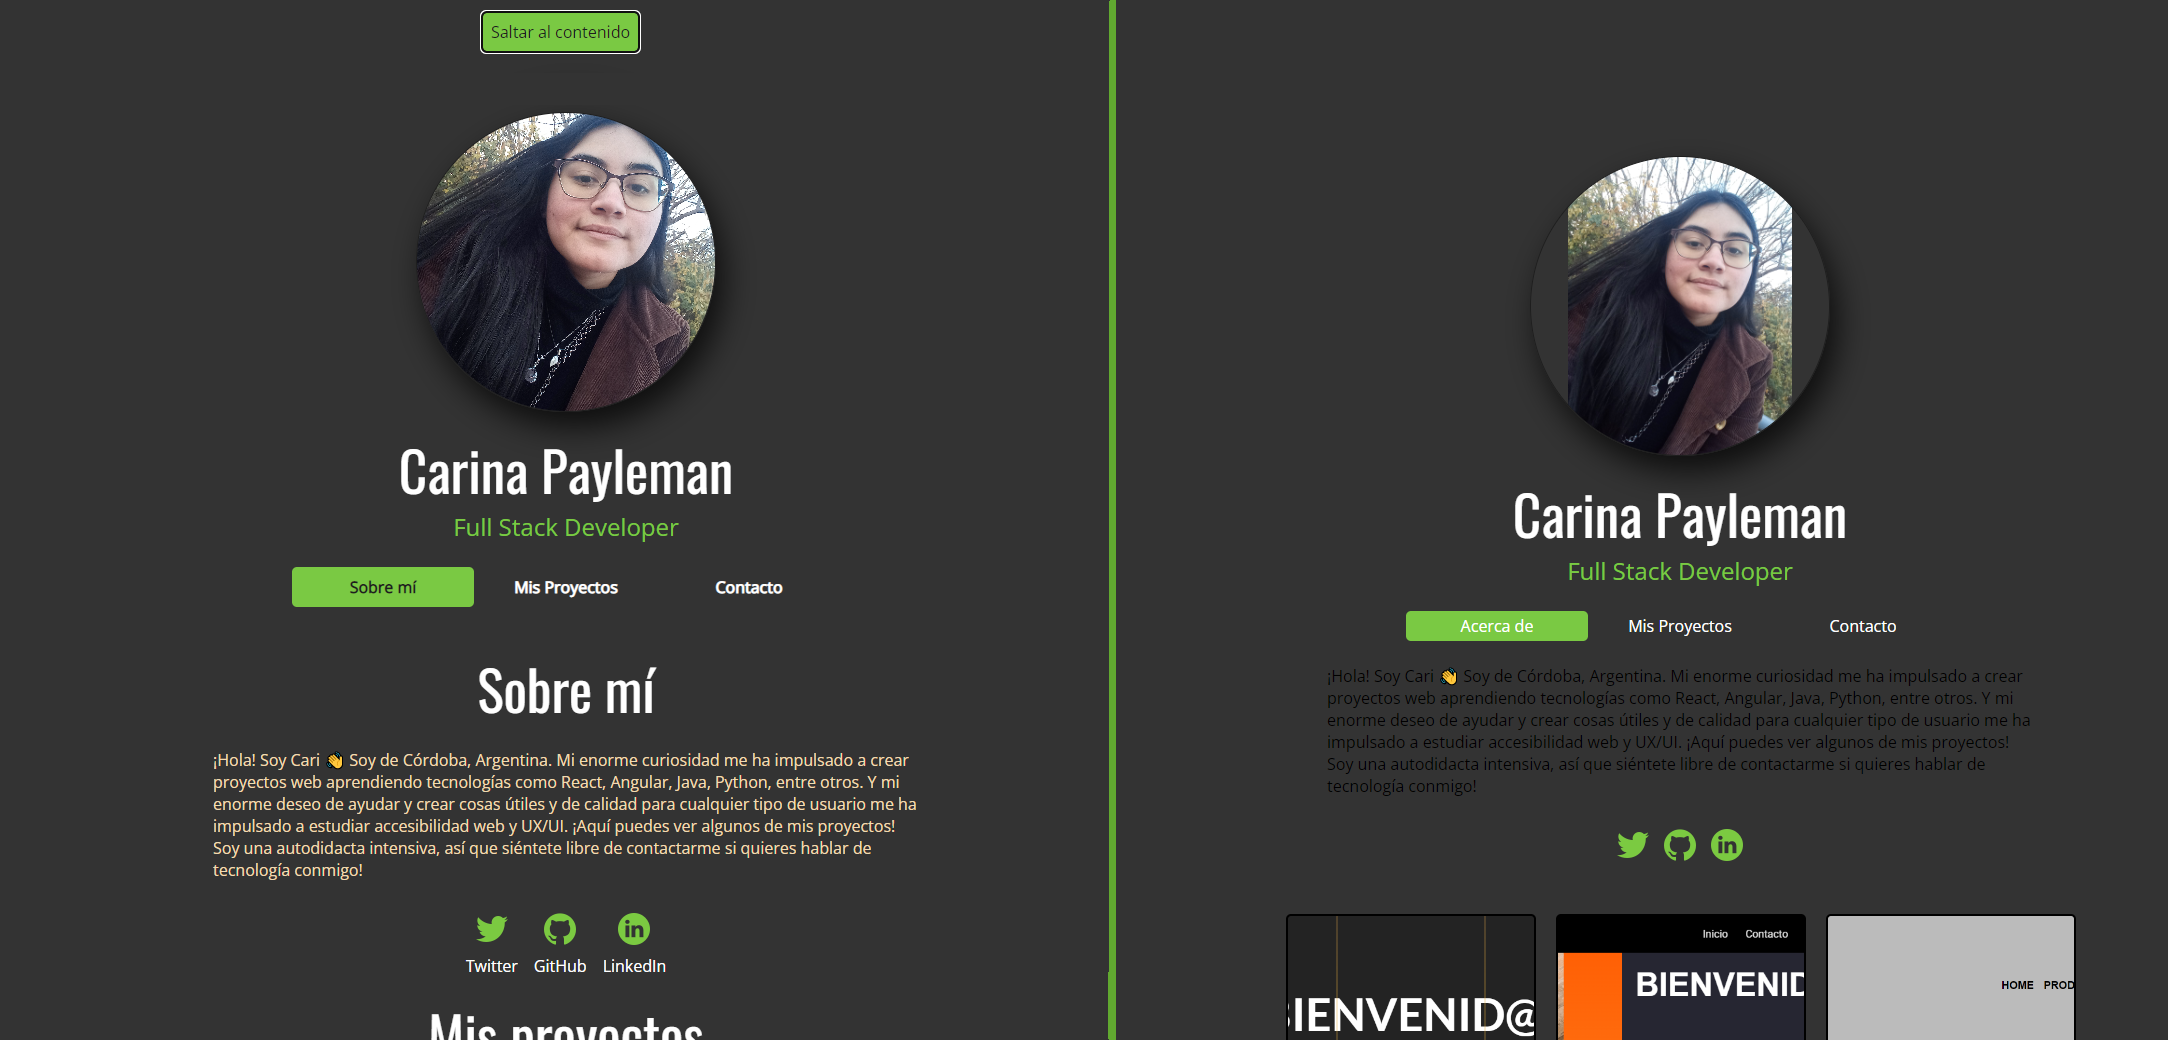 Saltar al contenido
Carina Payleman
Full Stack Developer
Sobre mí
Mis Proyectos
Contacto
Sobre mí
¡Hola! Soy Cari 👋 Soy de Córdoba, Argentina. Mi enorme curiosidad me ha impulsado a crear
proyectos web aprendiendo tecnologías como React, Angular, Java, Python, entre otros. Y mi
enorme deseo de ayudar y crear cosas útiles y de calidad para cualquier tipo de usuario me ha
impulsado a estudiar accesibilidad web y UX/UI. ¡Aquí puedes ver algunos de mis proyectos!
Soy una autodidacta intensiva, así que siéntete libre de contactarme si quieres hablar de
tecnología conmigo!
Twitter
GitHub
LinkedIn
Mis proyectos
Carina Payleman
Full Stack Developer
Acerca de
Mis Proyectos
Contacto
¡Hola! Soy Cari 👋 Soy de Córdoba, Argentina. Mi enorme curiosidad me ha impulsado a crear
proyectos web aprendiendo tecnologías como React, Angular, Java, Python, entre otros. Y mi
enorme deseo de ayudar y crear cosas útiles y de calidad para cualquier tipo de usuario me ha
impulsado a estudiar accesibilidad web y UX/UI. ¡Aquí puedes ver algunos de mis proyectos!
Soy una autodidacta intensiva, así que siéntete libre de contactarme si quieres hablar de
tecnología conmigo!
BIENVENID@
Inicio
Contacto
BIENVENID
HOME
PROD